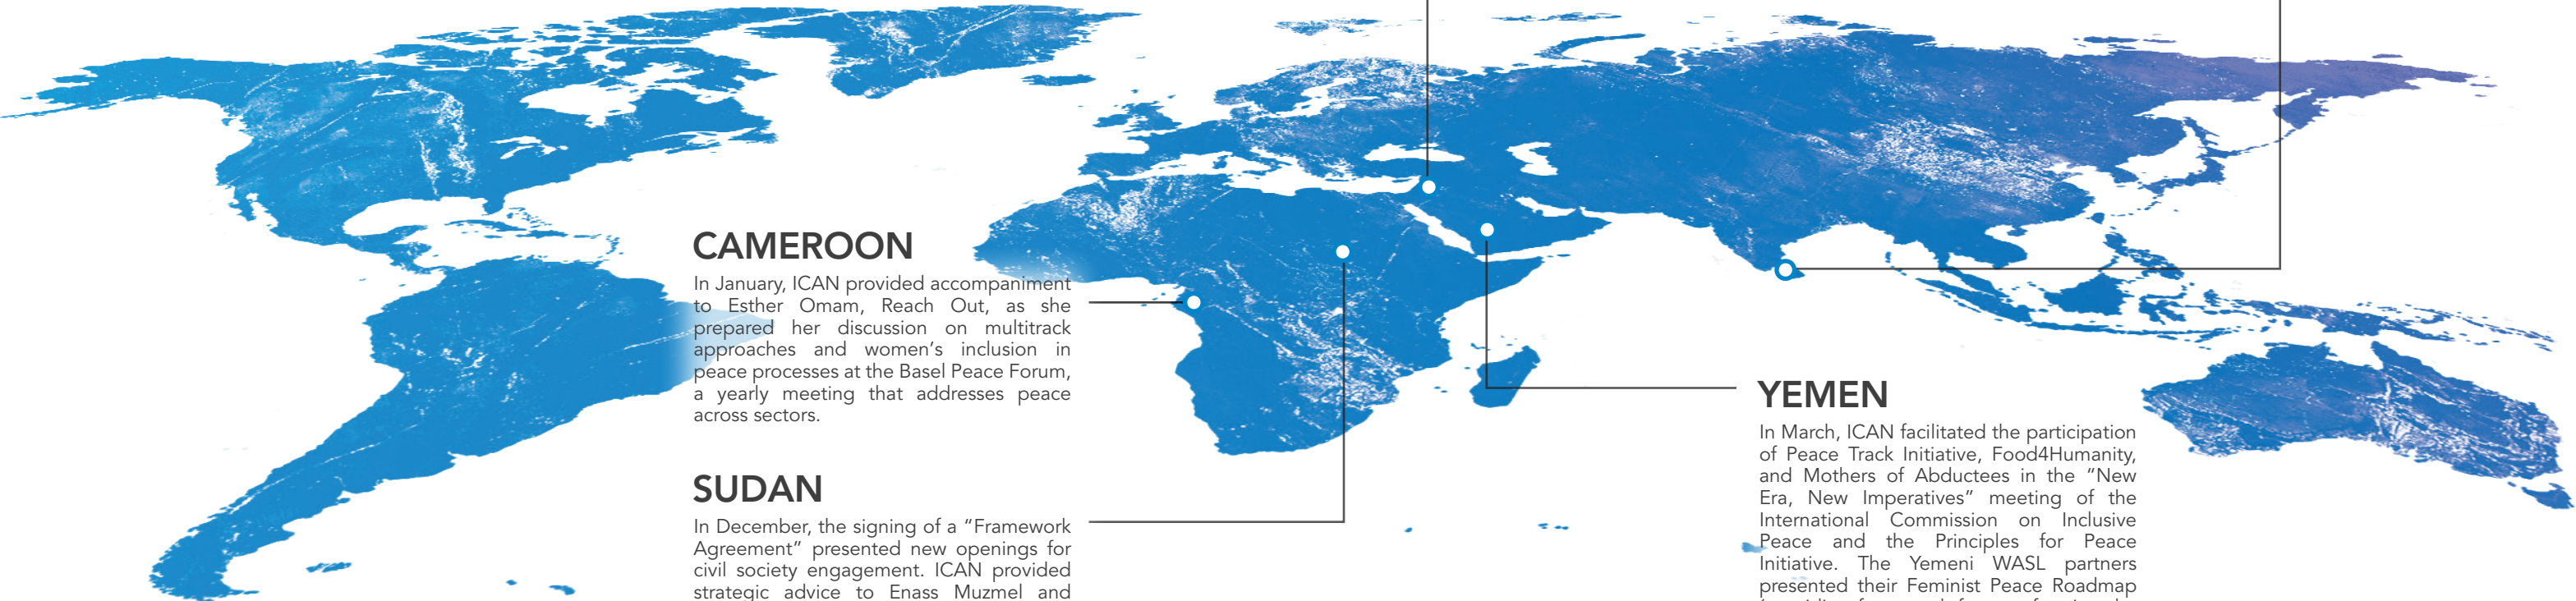 CAMEROON
In January, ICAN provided accompaniment
to Esther Omam, Reach Out, as she
prepared her discussion on multitrack
approaches and women’s inclusion in
peace processes at the Basel Peace Forum,
a yearly meeting that addresses peace
across sectors.
SUDAN
In December, the signing of a “Framework
Agreement” presented new openings for
civil society engagement. ICAN provided
strategic advice to Enass Muzmel and
YEMEN
In March, ICAN facilitated the participation
of Peace Track Initiative, Food4Humanity,
and Mothers of Abductees in the “New
Era, New Imperatives” meeting of the
International Commission on Inclusive
Peace and the Principles for Peace
Initiative. The Yemeni WASL partners
presented their Feminist Peace Roadmap